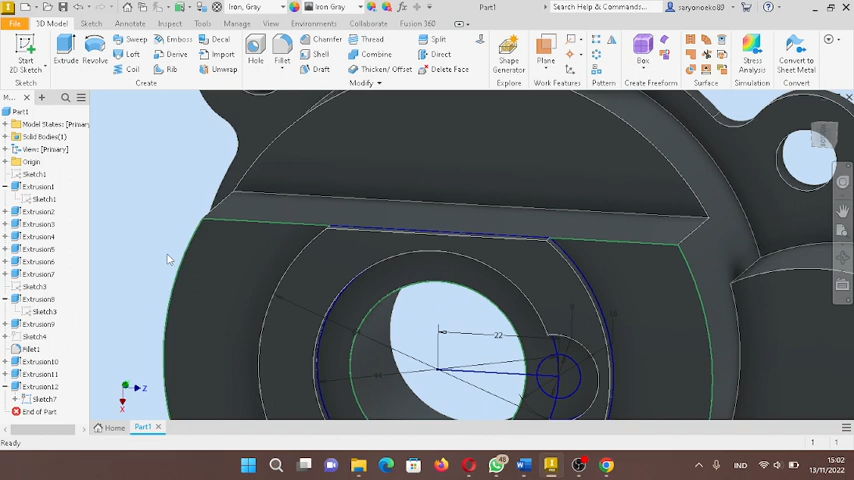 Iron, Gray
Iron Gray
Part1
Search Help & Commands...
saryonoeko89
File
3D Model
Sketch
Annotate
Inspect
Tools
Manage
View
Environments
Collaborate
Fusion 360
Start
2D Sketch
Sketch
Extrude
Revolve
Sweep
Loft
Coil
Emboss
Derive
Rib
Decal
Import
Unwrap
Create
Hole
Fillet
Chamfer
Shell
Draft
Thread
Combine
Thicken/ Offset
Split
Direct
Delete Face
Modify
Shape
Generator
Explore
Plane
Work Features
Pattern
Box
Create Freeform
Surface
Stress
Analysis
Simulation
Convert to
Sheet Metal
Convert
M...
Part1
Model States: [Primary
Solid Bodies(1)
View: [Primary]
Origin
Sketch1
Extrusion1
Sketch1
Extrusion2
Extrusion3
Extrusion4
Extrusion5
Extrusion6
Extrusion7
Sketch3
Extrusion8
Sketch3
Extrusion9
Sketch4
Fillet1
Extrusion10
Extrusion11
Extrusion12
Sketch7
End of Part
22
44
Z
X
Home
Part1
Ready
1
1
IND
15:02
13/11/2022